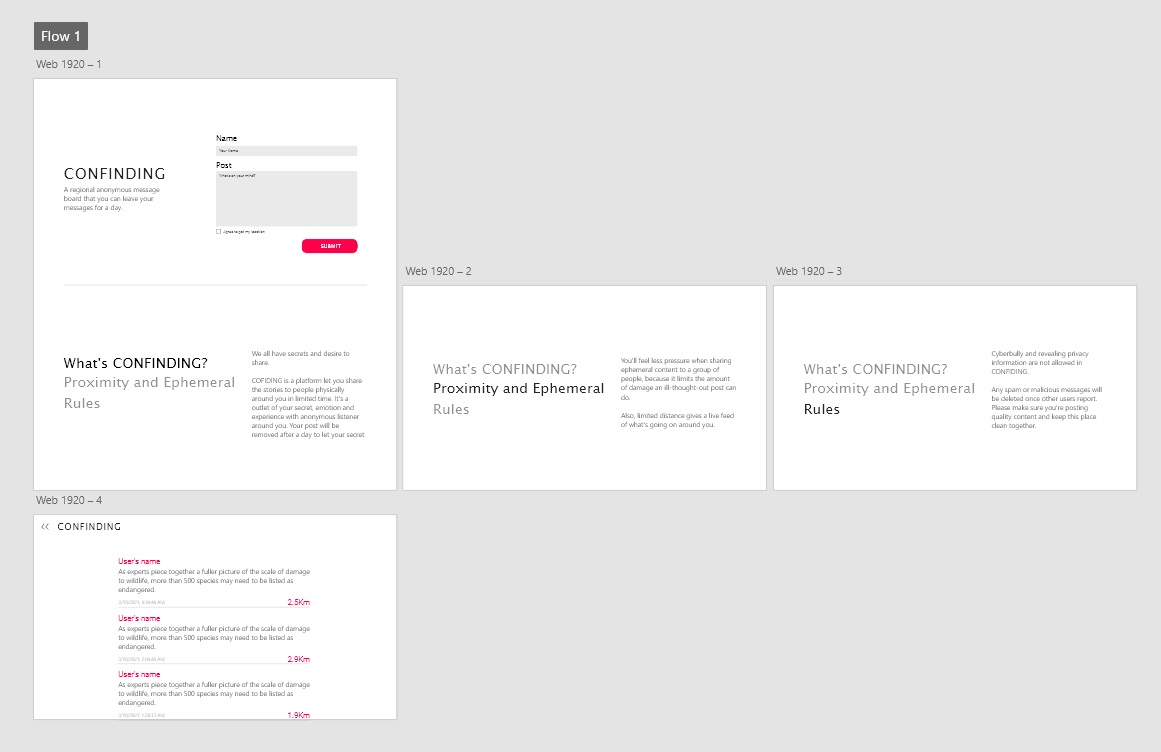 Flow 1
Web 1920 – 1
CONFINDING
A regional anonymous message
board that you can leave your
messages for a day.
Name
Your Name
Post
What's on your mind?
Agree to get my location
SUBMIT
What's CONFINDING?
Proximity and Ephemeral
Rules
We all have secrets and desire to
share.
COFIDING is a platform let you share
the stories to people physically
around you in limited time. It's a
outlet of your secret, emotion and
experience with anonymous listener
around you. Your post will be
removed after a day to let your secret
Web 1920 – 2
What's CONFINDING?
Proximity and Ephemeral
Rules
You'll feel less pressure when sharing
ephemeral content to a group of
people, because it limits the amount
of damage an ill-thought-out post can
do.
Also, limited distance gives a live feed
of what's going on around you.
Web 1920 – 3
What's CONFINDING?
Proximity and Ephemeral
Rules
Cyberbully and revealing privacy
information are not allowed in
CONFIDING.
Any spam or malicious messages will
be deleted once other users report.
Please make sure you're posting
quality content and keep this place
clean together.
Web 1920 – 4
CONFINDING
User's name
As experts piece together a fuller picture of the scale of damage
to wildlife, more than 500 species may need to be listed as
endangered.
2.5Km
User's name
As experts piece together a fuller picture of the scale of damage
to wildlife, more than 500 species may need to be listed as
endangered.
2.9Km
User's name
As experts piece together a fuller picture of the scale of damage
to wildlife, more than 500 species may need to be listed as
endangered.
1.9Km